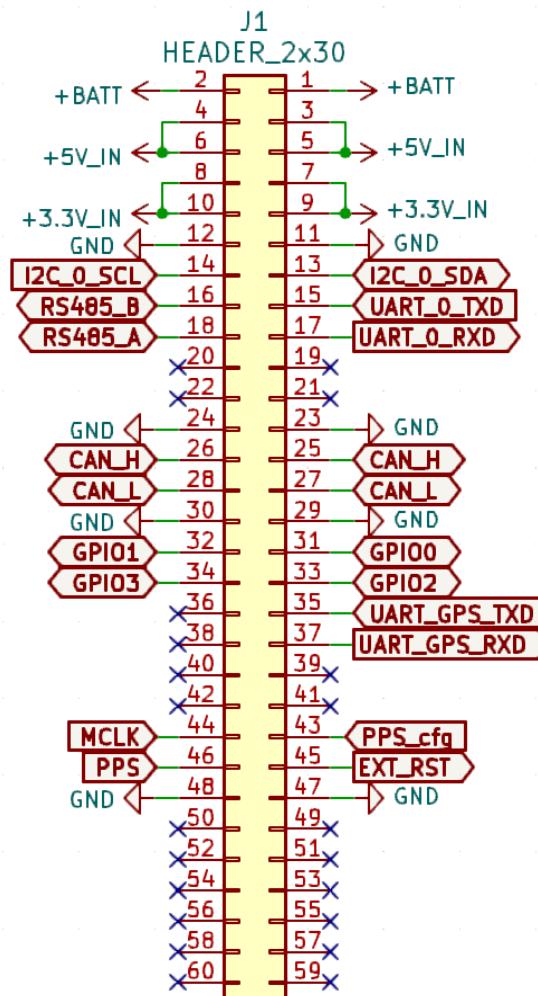 J1
HEADER_2x30
+BATT 2 1 +BATT
4 3
+5V_IN 6 5 +5V_IN
8 7
+3.3V_IN 10 9 +3.3V_IN
GND 12 11 GND
I2C_0_SCL 14 13 I2C_0_SDA
RS485_B 16 15 UART_0_TXD
RS485_A 18 17 UART_0_RXD
20 19
22 21
GND 24 23 GND
CAN_H 26 25 CAN_H
CAN_L 28 27 CAN_L
GND 30 29 GND
GPIO1 32 31 GPIO0
GPIO3 34 33 GPIO2
36 35 UART_GPS_TXD
38 37 UART_GPS_RXD
40 39
42 41
MCLK 44 43 PPS_cfg
PPS 46 45 EXT_RST
GND 48 47 GND
50 49
52 51
54 53
56 55
58 57
60 59